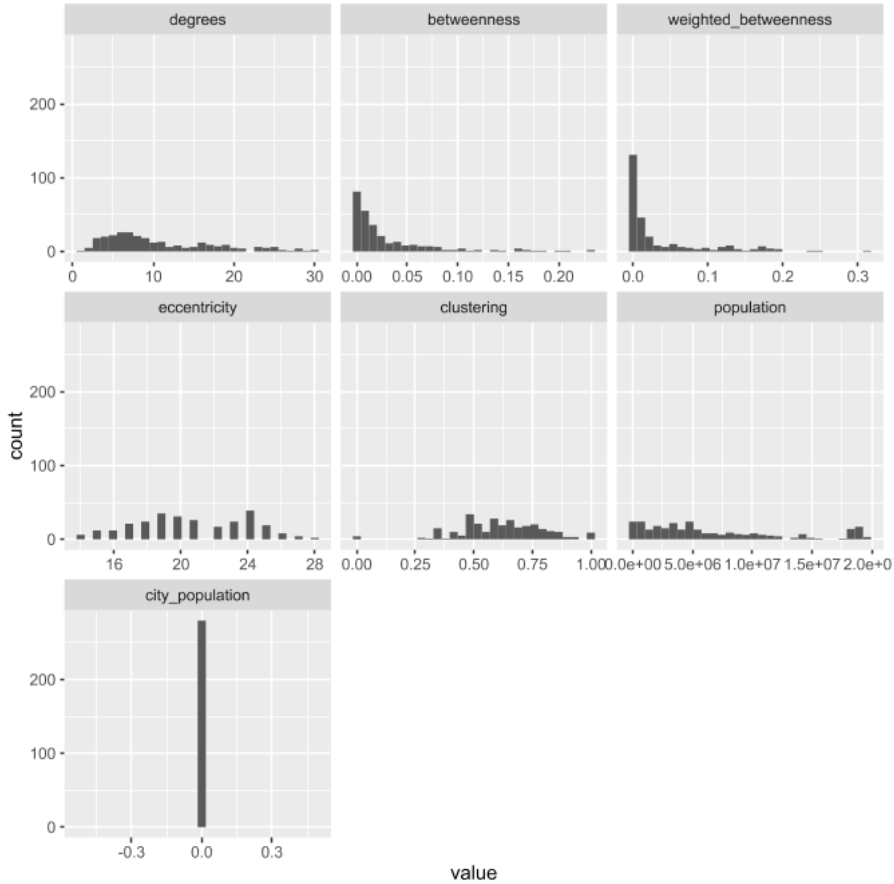 degrees betweenness weighted_betweenness
200
100
0
0 10 20 30 0.00 0.05 0.10 0.15 0.20 0.0 0.1 0.2 0.3
eccentricity clustering population
200
100
0
16 20 24 28 0.00 0.25 0.50 0.75 1.00 0.0e+00 5.0e+06 1.0e+07 1.5e+07 2.0e+0
city_population
200
100
0
-0.3 0.0 0.3
count
value